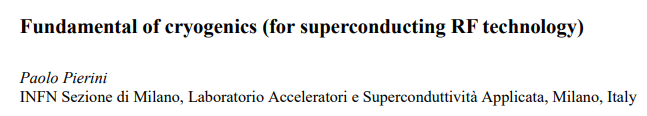 Fundamental of cryogenics (for superconducting RF technology)
Paolo Pierini
INFN Sezione di Milano, Laboratorio Acceleratori e Superconduttività Applicata, Milano, Italy